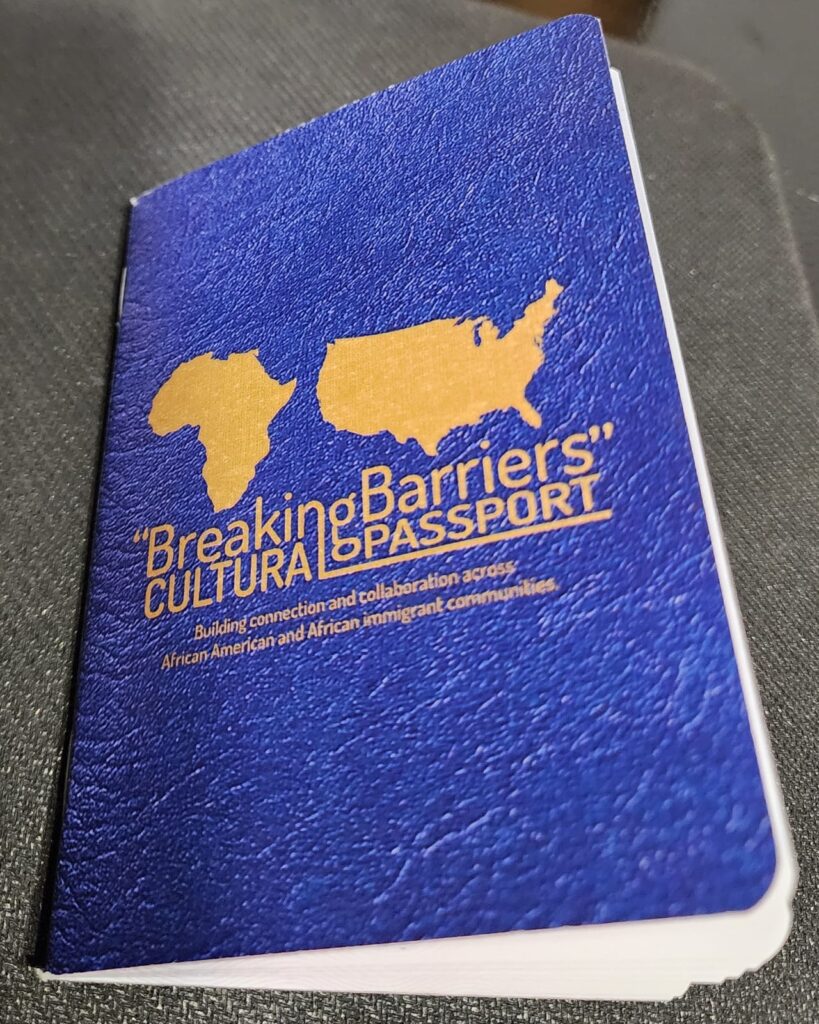 “Breaking Barriers”
CULTURAL PASSPORT
Building connection and collaboration across
African American and African immigrant communities.